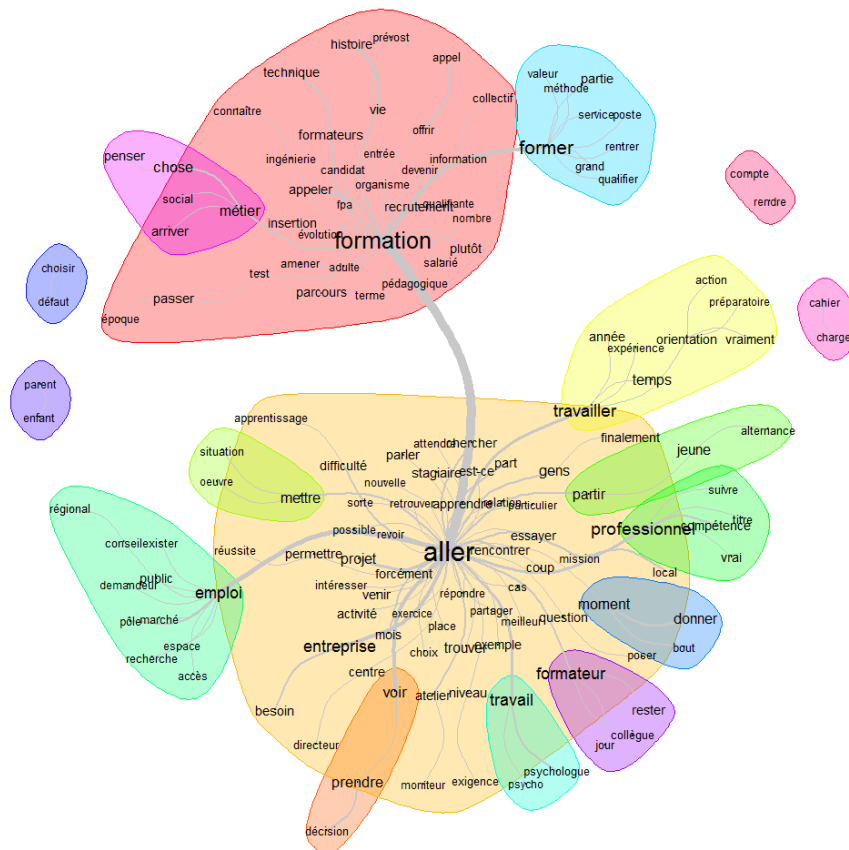 prévost
histoire
appel
technique
valeur
partie
méthode
collectif
connaître
vie
service
poste
formateurs
offrir
former
rentrer
penser
chose
ingénierie
entrée
information
grand
candidat
devenir
qualifier
compte
appeler
organisme
rendre
social
fpa
recrutement
qualifiante
métier
nombre
insertion
arriver
évolution
formation
plutôt
salarié
amener
adulte
test
choisir
pédagogique
action
parcours
terme
passer
défaut
préparatoire
cahier
époque
année
orientation
vraiment
charge
expérience
temps
parent
travailler
enfant
apprentissage
alternance
finalement
attendre
chercher
jeune
situation
parler
difficulté
stagiaire
est-ce
part
gens
nouvelle
oeuvre
suivre
mettre
sorte
retrouver
apprendre
relation
particulier
partir
régional
titre
compétence
possible
revoir
professionnel
essayer
conseil
exister
réussite
permettre
projet
aller
rencontrer
vrai
mission
coup
public
forcément
local
demandeur
intéresser
emploi
venir
répondre
cas
moment
pôle
marché
activité
exercice
partager
donner
place
meilleur
question
mois
entreprise
trouver
exemple
bout
espace
choix
poser
recherche
centre
formateur
accès
voir
atelier
niveau
travail
besoin
rester
collègue
directeur
jour
psychologue
prendre
moniteur
exigence
psycho
décision